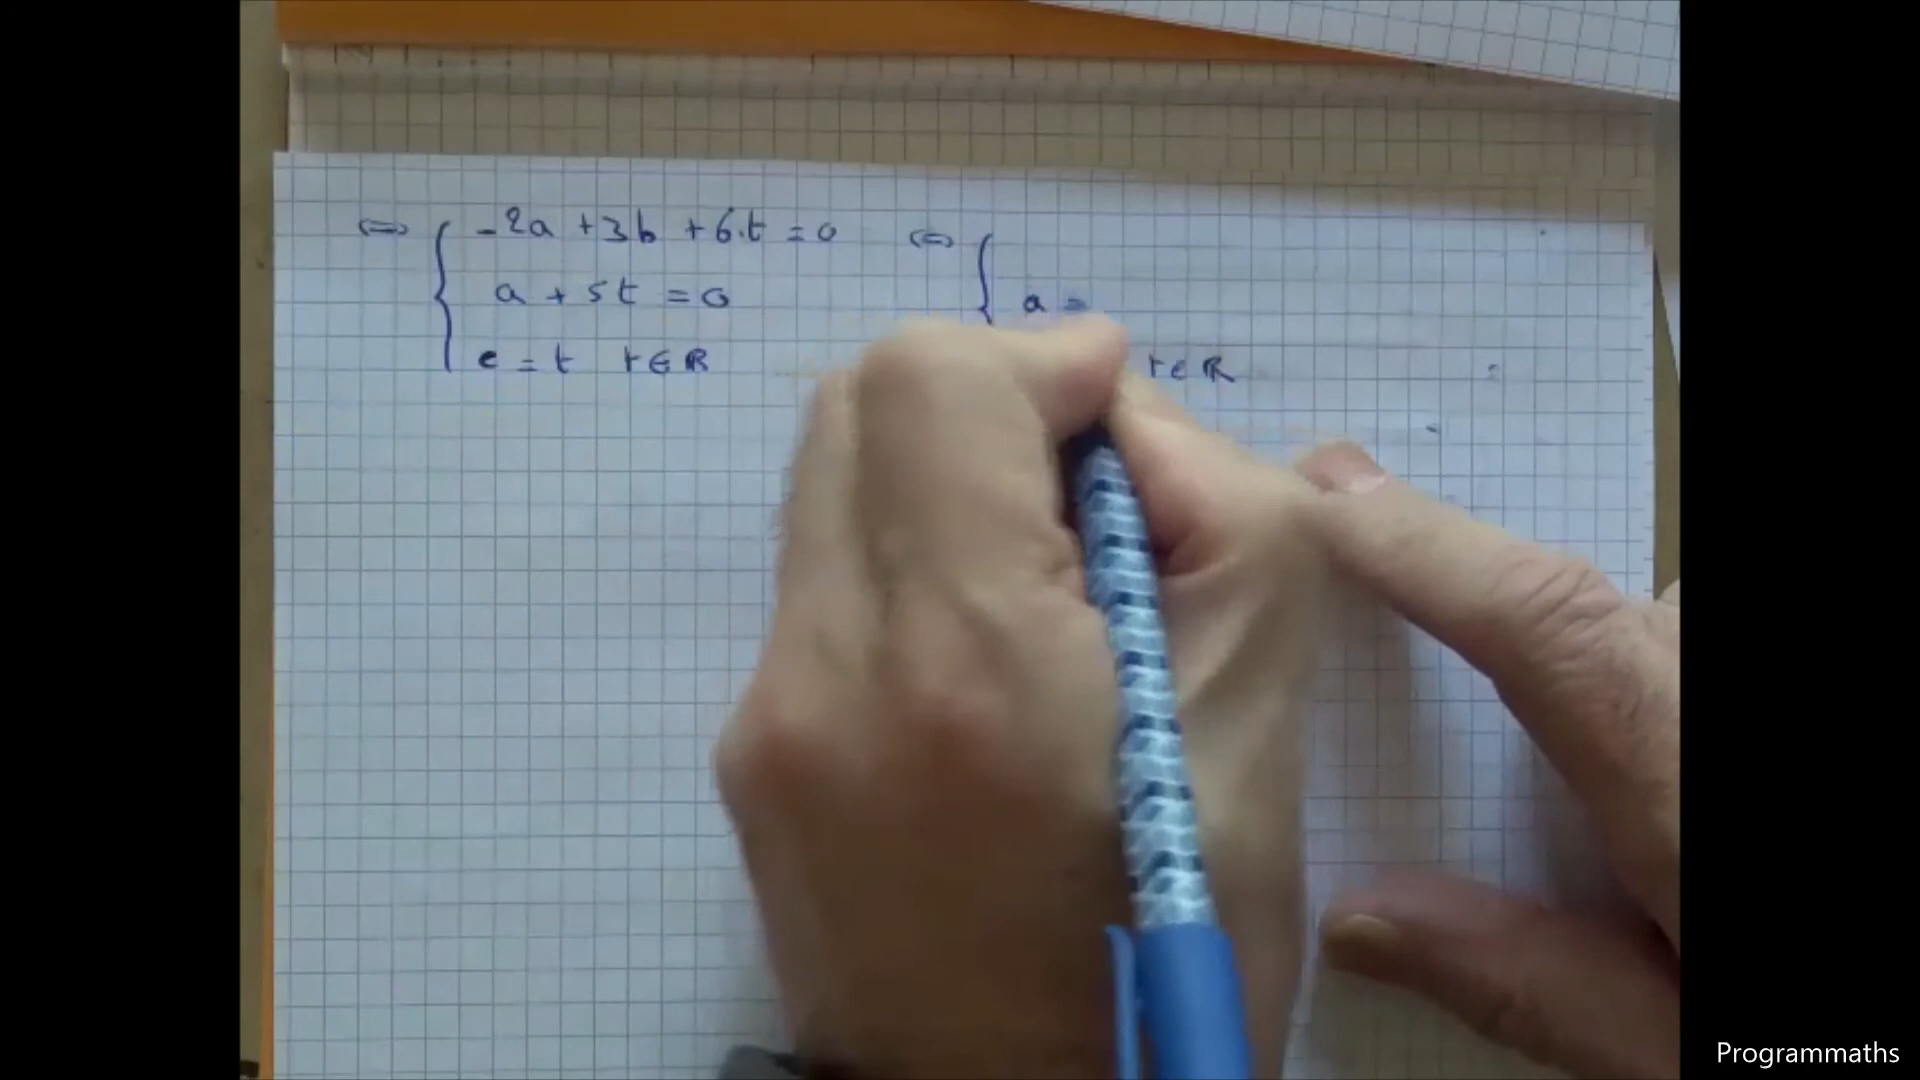 ⇔ { -2a + 3b + 6.t = 0 ⇔ {
a + 5t = 0 a =
c = t t ∈ ℝ t ∈ ℝ
Programmaths